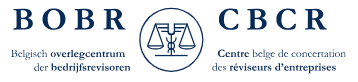 BOBR
CBCR
Belgisch overlegcentrum
der bedrijfsrevisoren
Centre belge de concertation
des réviseurs d'entreprises